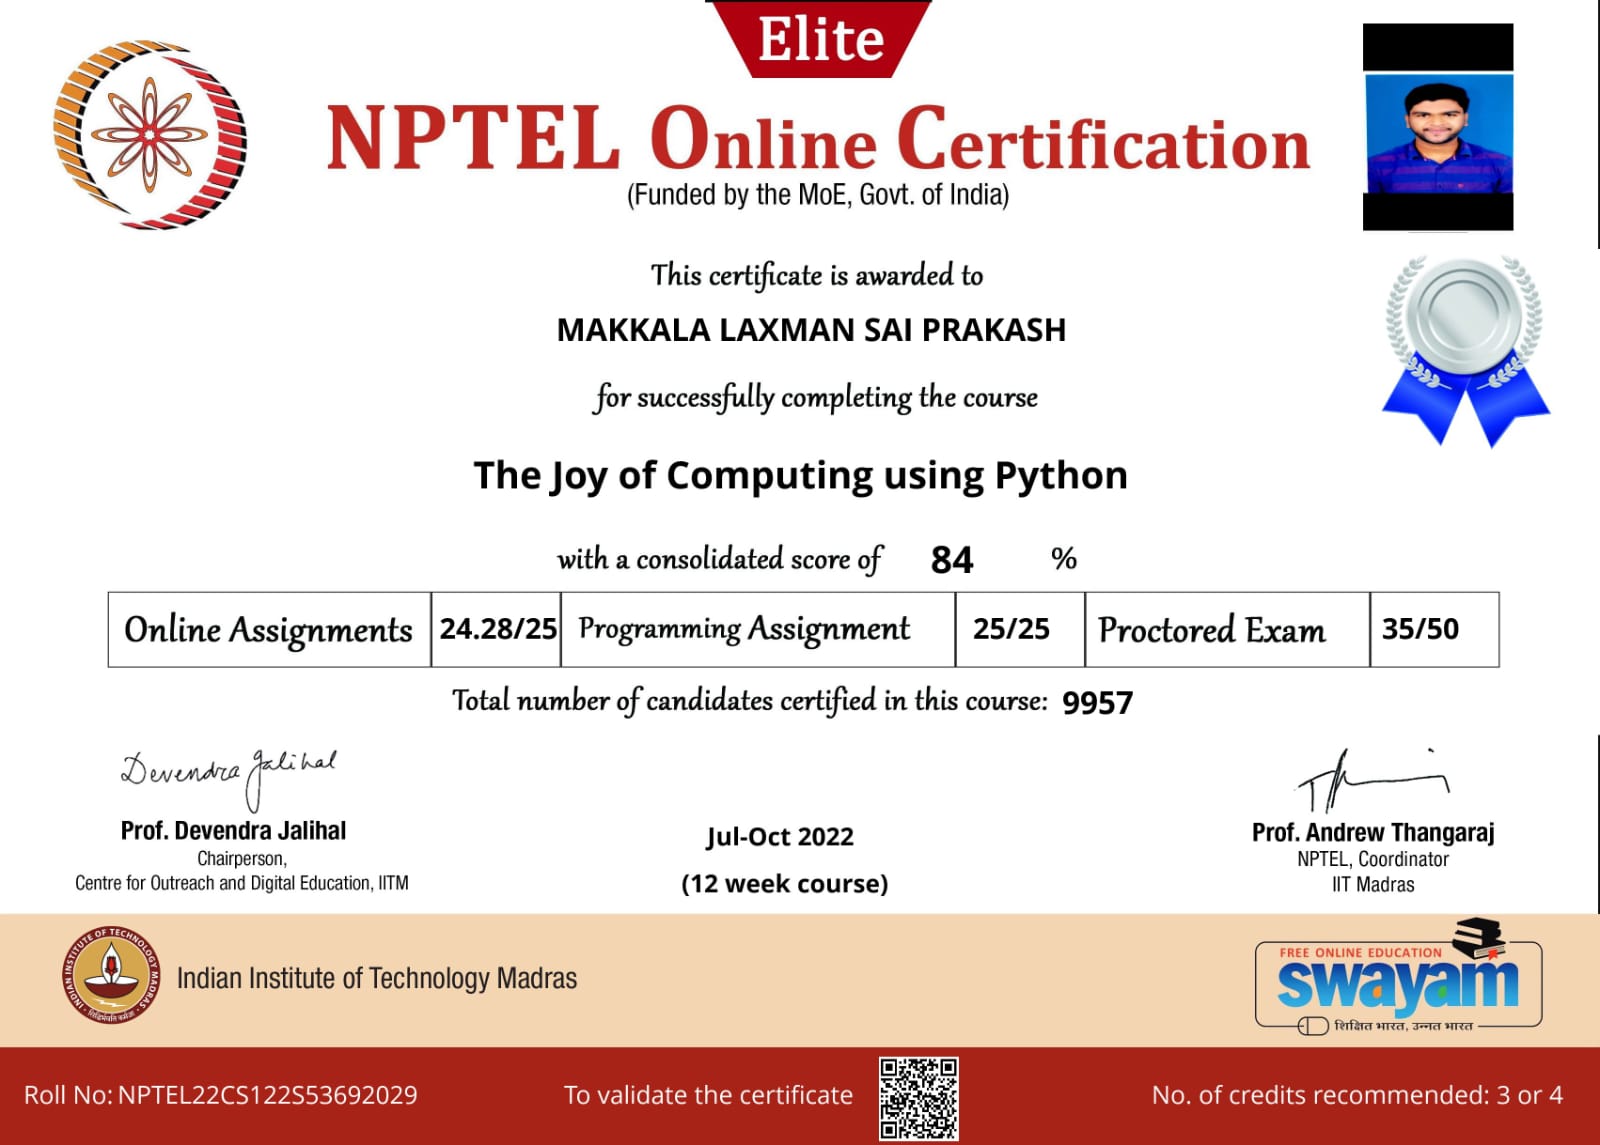 Elite
NPTEL Online Certification
(Funded by the MoE, Govt. of India)
This certificate is awarded to
MAKKALA LAXMAN SAI PRAKASH
for successfully completing the course
The Joy of Computing using Python
with a consolidated score of 84 %
Online Assignments 24.28/25 Programming Assignment 25/25 Proctored Exam 35/50
Total number of candidates certified in this course: 9957
Devendra Jalihal
Prof. Devendra Jalihal
Chairperson,
Centre for Outreach and Digital Education, IITM
Jul-Oct 2022
(12 week course)
Prof. Andrew Thangaraj
NPTEL, Coordinator
IIT Madras
INDIAN INSTITUTE OF TECHNOLOGY MADRAS
Indian Institute of Technology Madras
FREE ONLINE EDUCATION
swayam
शिक्षित भारत, उन्नत भारत
Roll No: NPTEL22CS122S53692029
To validate the certificate
No. of credits recommended: 3 or 4